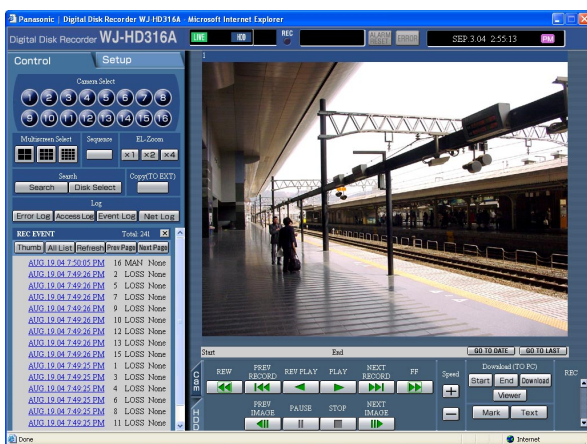 Panasonic | Digital Disk Recorder WJ-HD316A - Microsoft Internet Explorer
Digital Disk Recorder WJ-HD316A
LIVE HDD REC ALARM RESET ERROR SEP.3.04 2:55:13 PM
Control Setup
1
Camera Select
1 2 3 4 5 6 7 8
9 10 11 12 13 14 15 16
Multiscreen Select Sequence EL-Zoom
×1 ×2 ×4
Search Copy(TO EXT)
Search Disk Select
Log
Error Log Access Log Event Log Net Log
REC EVENT Total: 241
Thumb All List Refresh Prev Page Next Page
AUG.19.04 7:50:05 PM 16 MAN None
AUG.19.04 7:49:26 PM 2 LOSS None
AUG.19.04 7:49:26 PM 5 LOSS None
AUG.19.04 7:49:26 PM 7 LOSS None
AUG.19.04 7:49:26 PM 9 LOSS None
AUG.19.04 7:49:26 PM 10 LOSS None
AUG.19.04 7:49:26 PM 12 LOSS None
AUG.19.04 7:49:26 PM 13 LOSS None
AUG.19.04 7:49:26 PM 15 LOSS None
AUG.19.04 7:49:25 PM 1 LOSS None
AUG.19.04 7:49:25 PM 3 LOSS None
AUG.19.04 7:49:25 PM 4 LOSS None
AUG.19.04 7:49:25 PM 6 LOSS None
AUG.19.04 7:49:25 PM 8 LOSS None
AUG.19.04 7:49:25 PM 11 LOSS None
Start End GO TO DATE GO TO LAST
Cam
HDD
REW PREV RECORD REV PLAY PLAY NEXT RECORD FF
PREV IMAGE PAUSE STOP NEXT IMAGE
Speed
Download (TO PC)
Start End Download
Viewer
Mark Text
REC
Done Internet